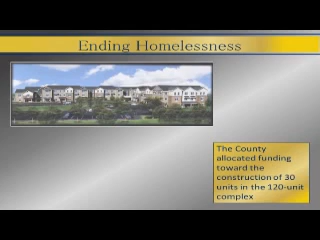 Ending Homelessness
The County
allocated funding
toward the
construction of 30
units in the 120-unit
complex